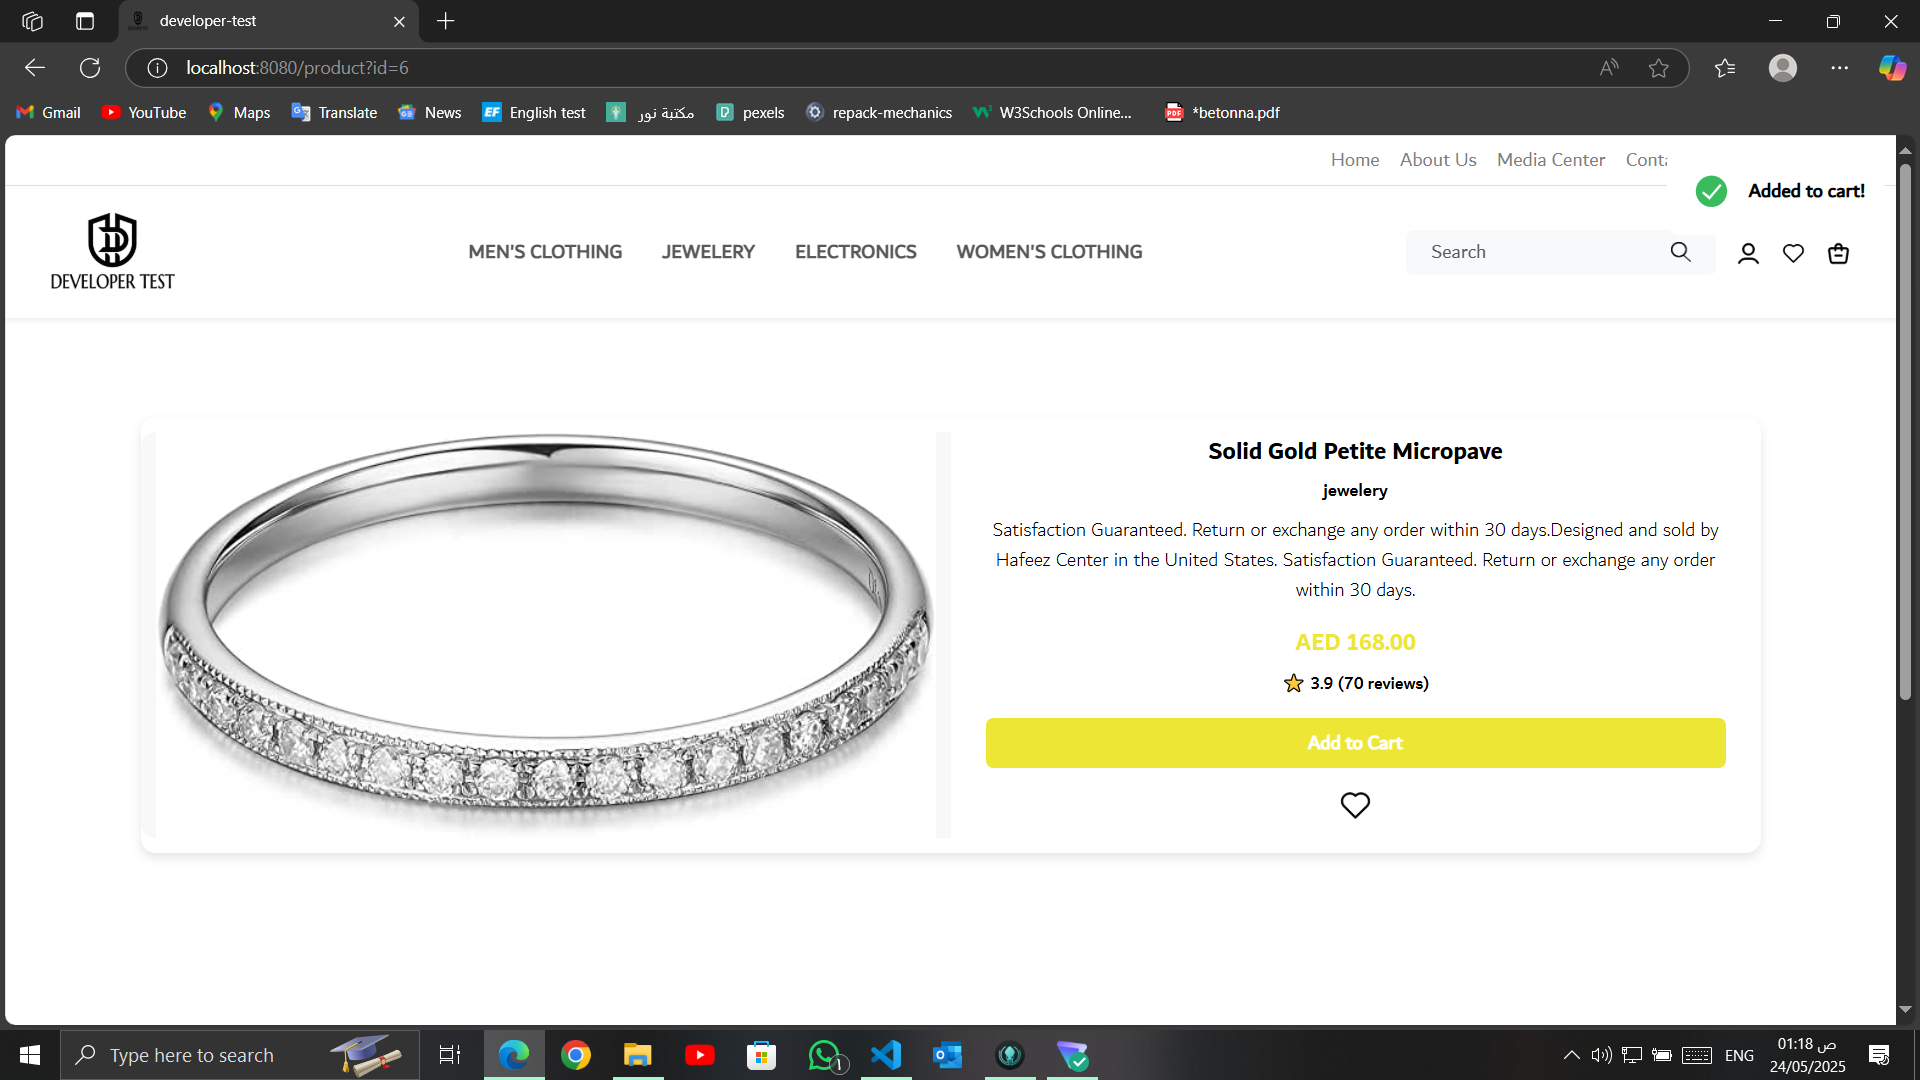 developer-test
localhost:8080/product?id=6
Gmail
YouTube
Maps
Translate
News
EF
English test
مكتبة نور
pexels
repack-mechanics
W3Schools Online...
PDF
*betonna.pdf
Home
About Us
Media Center
Added to cart!
DEVELOPER TEST
MEN'S CLOTHING
JEWELERY
ELECTRONICS
WOMEN'S CLOTHING
Search
Solid Gold Petite Micropave
jewelery
Satisfaction Guaranteed. Return or exchange any order within 30 days.Designed and sold by
Hafeez Center in the United States. Satisfaction Guaranteed. Return or exchange any order
within 30 days.
AED 168.00
3.9 (70 reviews)
Add to Cart
Type here to search
ENG
01:18 ص
24/05/2025